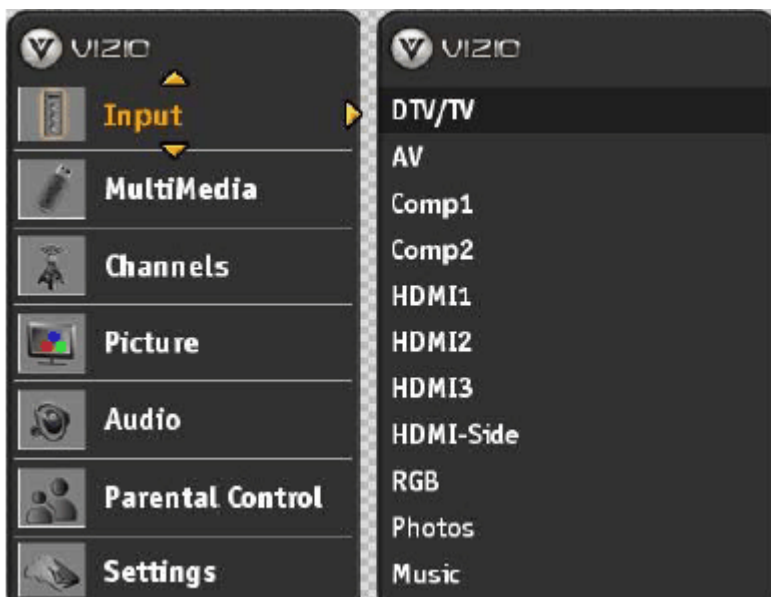 VIZIO
Input
MultiMedia
Channels
Picture
Audio
Parental Control
Settings
VIZIO
DTV/TV
AV
Comp1
Comp2
HDMI1
HDMI2
HDMI3
HDMI-Side
RGB
Photos
Music